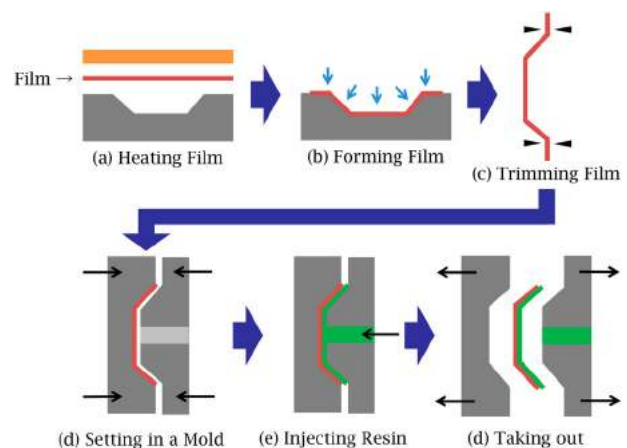 Film →
(a) Heating Film
(b) Forming Film
(c) Trimming Film
(d) Setting in a Mold
(e) Injecting Resin
(d) Taking out